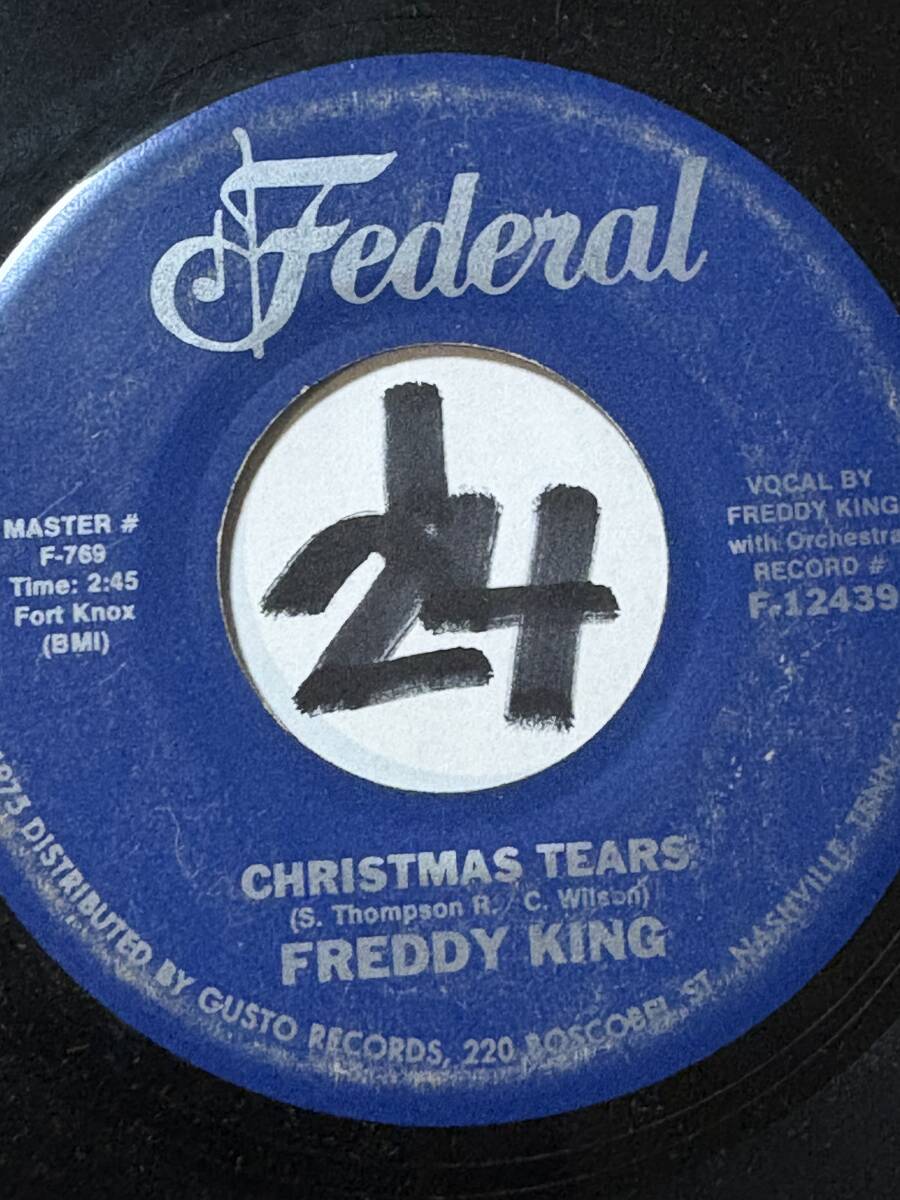 Federal
24
MASTER #
F-769
Time: 2:45
Fort Knox
(BMI)
VOCAL BY
FREDDY KING
with Orchestra
RECORD #
F-12439
CHRISTMAS TEARS
(S. Thompson R. C. Wilson)
FREDDY KING
DISTRIBUTED BY GUSTO RECORDS, 220 BOSCOBEL ST. NASHVILLE,